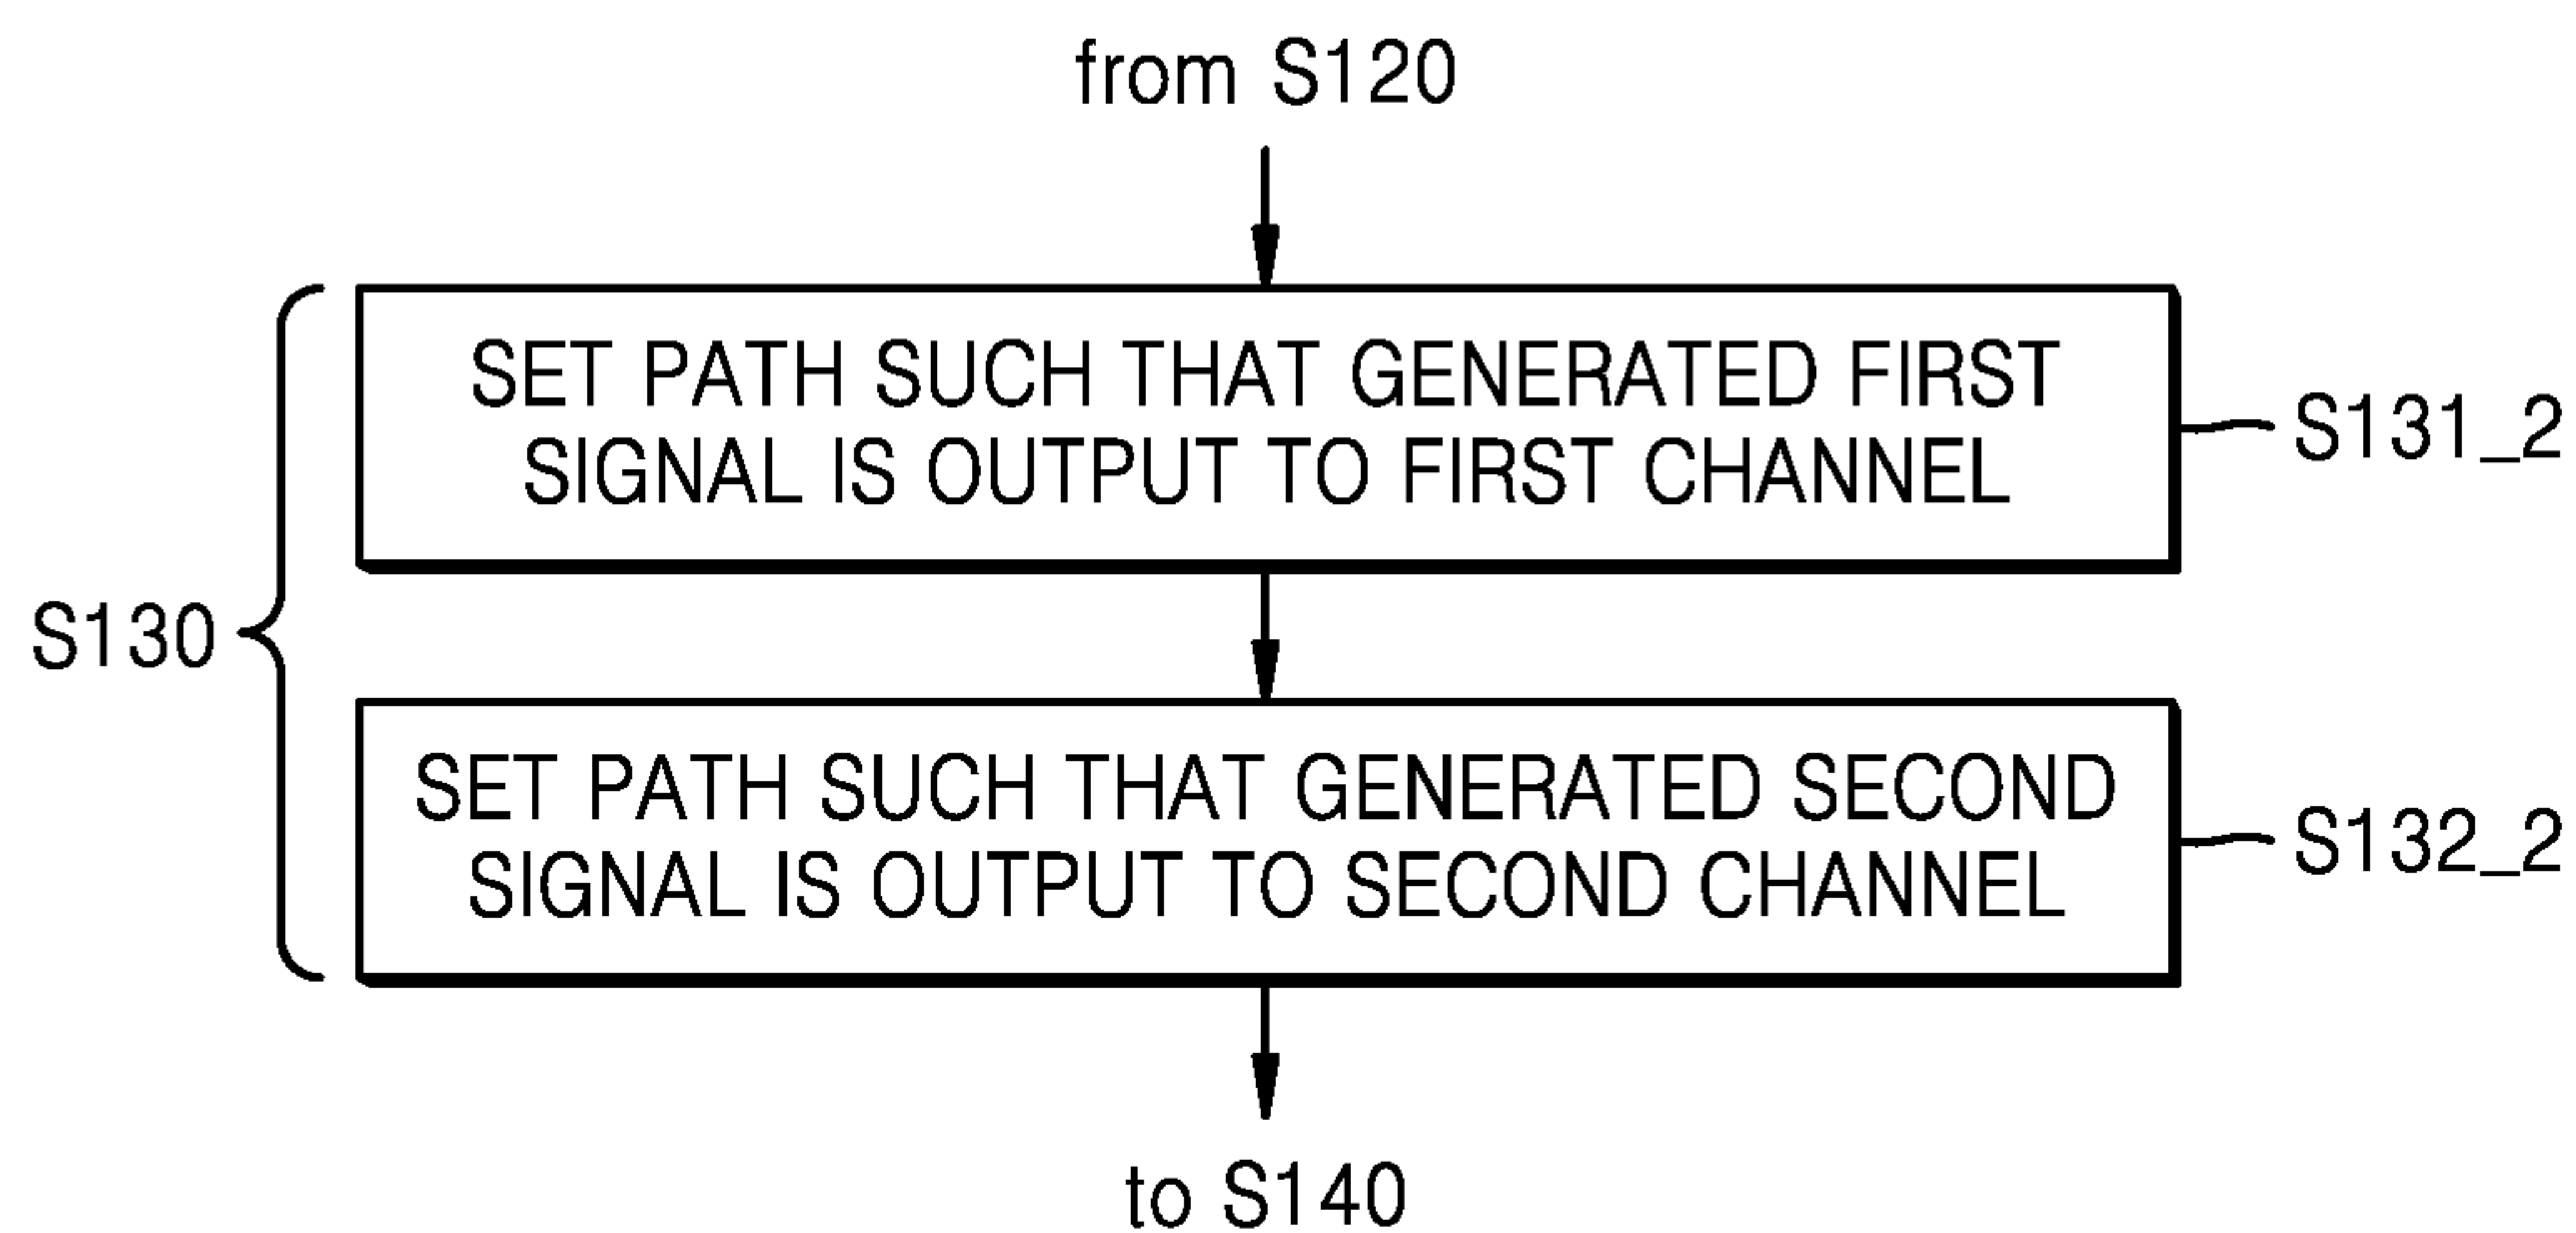 from S120
SET PATH SUCH THAT GENERATED FIRST
SIGNAL IS OUTPUT TO FIRST CHANNEL
S131_2
S130
SET PATH SUCH THAT GENERATED SECOND
SIGNAL IS OUTPUT TO SECOND CHANNEL
S132_2
to S140